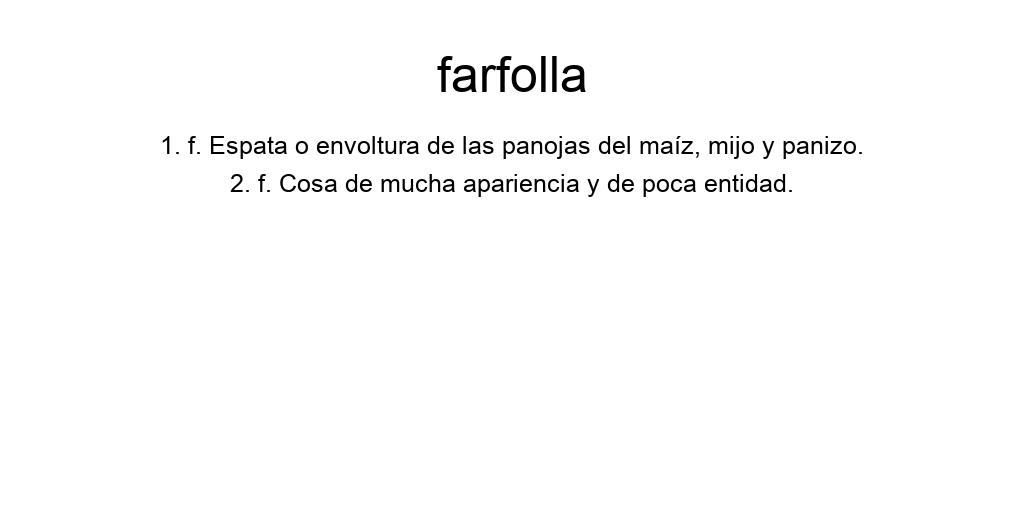 farfolla
1. f. Espata o envoltura de las panojas del maíz, mijo y panizo.
2. f. Cosa de mucha apariencia y de poca entidad.